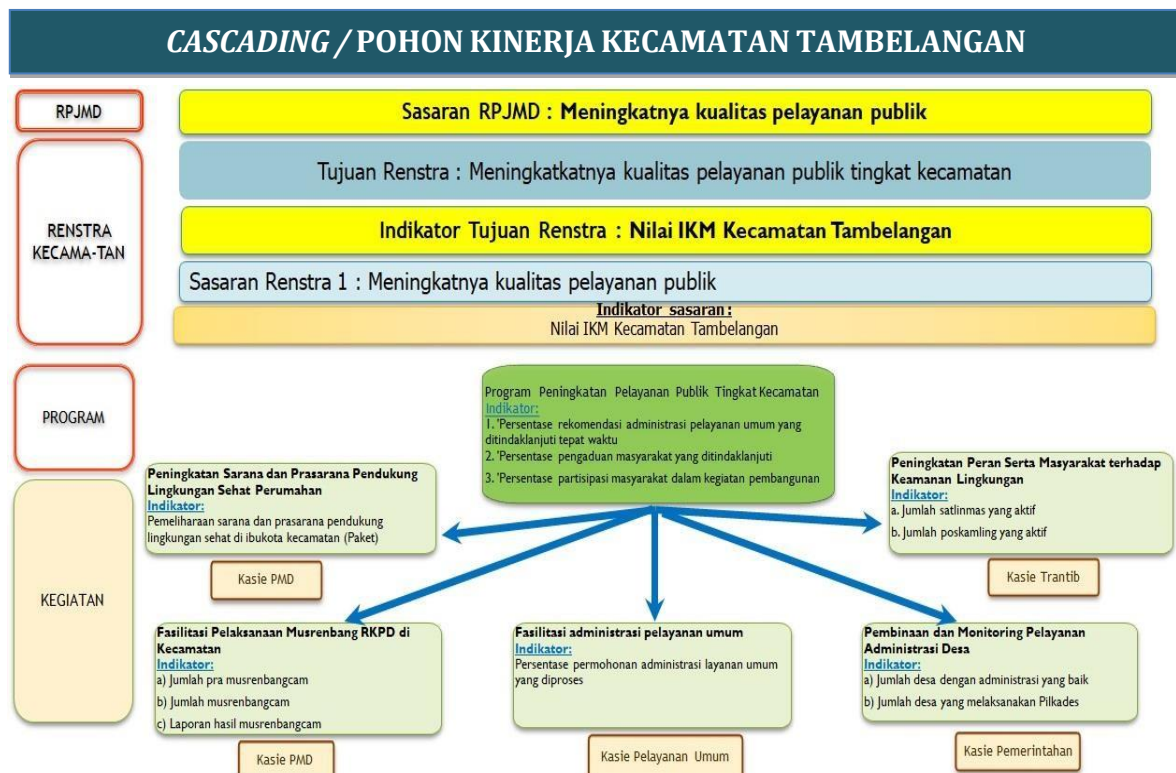 CASCADING / POHON KINERJA KECAMATAN TAMBELANGAN
RPJMD
Sasaran RPJMD : Meningkatnya kualitas pelayanan publik
RENSTRA
KECAMA-TAN
Tujuan Renstra : Meningkatkatnya kualitas pelayanan publik tingkat kecamatan
Indikator Tujuan Renstra : Nilai IKM Kecamatan Tambelangan
Sasaran Renstra 1 : Meningkatnya kualitas pelayanan publik
Indikator sasaran :
Nilai IKM Kecamatan Tambelangan
PROGRAM
Program Peningkatan Pelayanan Publik Tingkat Kecamatan
Indikator:
1. 'Persentase rekomendasi administrasi pelayanan umum yang
ditindaklanjuti tepat waktu
2. 'Persentase pengaduan masyarakat yang ditindaklanjuti
3. 'Persentase partisipasi masyarakat dalam kegiatan pembangunan
KEGIATAN
Peningkatan Sarana dan Prasarana Pendukung
Lingkungan Sehat Perumahan
Indikator:
Pemeliharaan sarana dan prasarana pendukung
lingkungan sehat di ibukota kecamatan (Paket)
Kasie PMD
Peningkatan Peran Serta Masyarakat terhadap
Keamanan Lingkungan
Indikator:
a. Jumlah satlinmas yang aktif
b. Jumlah poskamling yang aktif
Kasie Trantib
Fasilitasi Pelaksanaan Musrenbang RKPD di
Kecamatan
Indikator:
a) Jumlah pra musrenbangcam
b) Jumlah musrenbangcam
c) Laporan hasil musrenbangcam
Kasie PMD
Fasilitasi administrasi pelayanan umum
Indikator:
Persentase permohonan administrasi layanan umum
yang diproses
Kasie Pelayanan Umum
Pembinaan dan Monitoring Pelayanan
Administrasi Desa
Indikator:
a) Jumlah desa dengan administrasi yang baik
b) Jumlah desa yang melaksanakan Pilkades
Kasie Pemerintahan